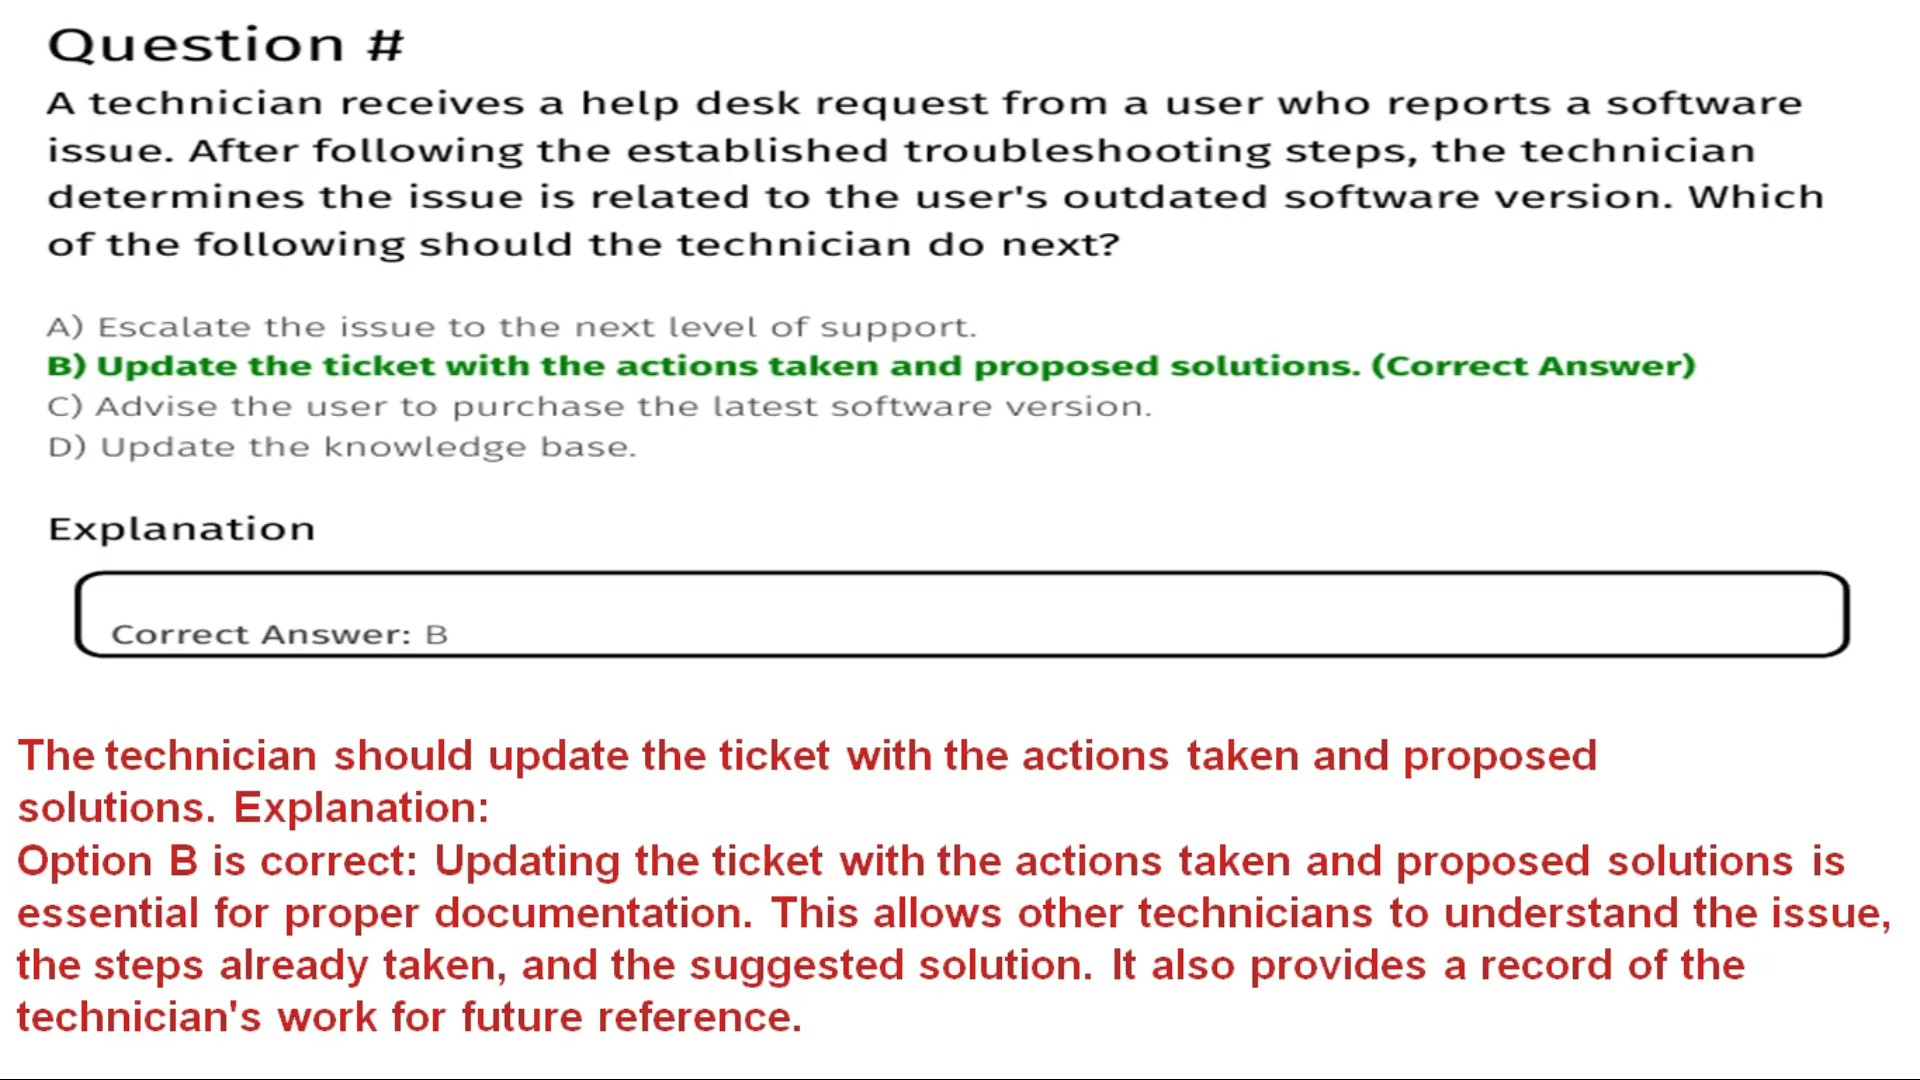 Question #
A technician receives a help desk request from a user who reports a software
issue. After following the established troubleshooting steps, the technician
determines the issue is related to the user's outdated software version. Which
of the following should the technician do next?
A) Escalate the issue to the next level of support.
B) Update the ticket with the actions taken and proposed solutions. (Correct Answer)
C) Advise the user to purchase the latest software version.
D) Update the knowledge base.
Explanation
Correct Answer: B
The technician should update the ticket with the actions taken and proposed
solutions. Explanation:
Option B is correct: Updating the ticket with the actions taken and proposed solutions is
essential for proper documentation. This allows other technicians to understand the issue,
the steps already taken, and the suggested solution. It also provides a record of the
technician's work for future reference.